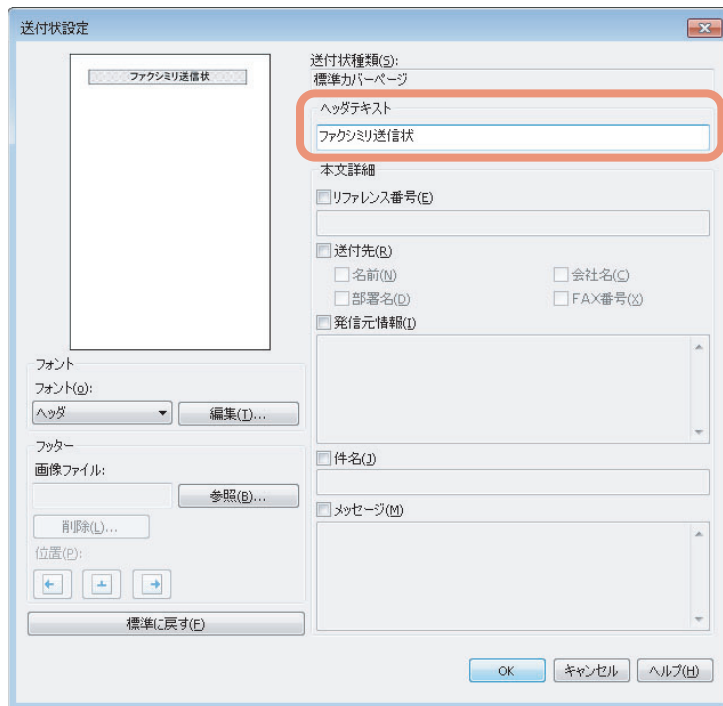 送付状設定
ファクシミリ送信状
送付状種類(S):
標準カバーページ
ヘッダテキスト
ファクシミリ送信状
本文詳細
リファレンス番号(E)
送付先(R)
名前(N)
会社名(C)
部署名(D)
FAX番号(X)
発信元情報(I)
フォント
フォント(O):
ヘッダ
編集(T)...
フッター
画像ファイル:
参照(B)...
削除(L)...
位置(P):
標準に戻す(F)
件名(J)
メッセージ(M)
OK
キャンセル
ヘルプ(H)